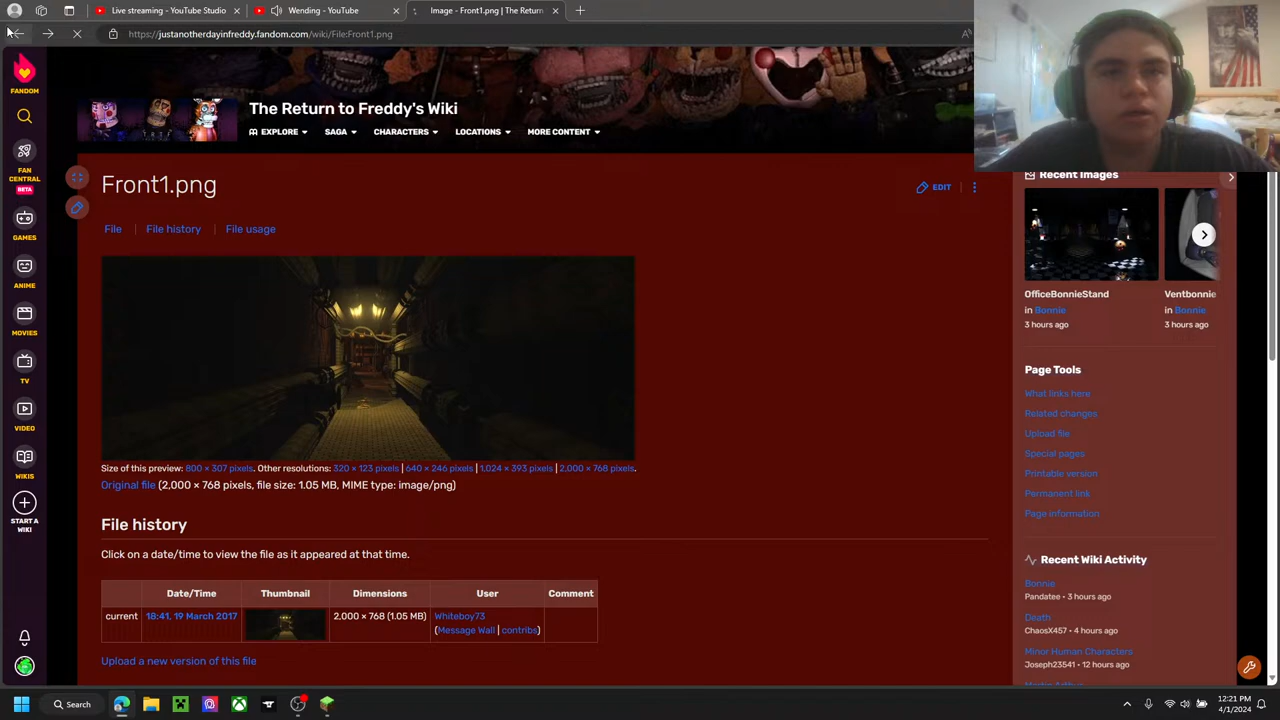 Live streaming - YouTube Studio
Welcome! - YouTube
Image - Front1.png | The Return
https://justanotherdayinfreddy.fandom.com/wiki/File:Front1.png
FANDOM
FAN
CENTRAL
BETA
GAMES
ANIME
MOVIES
TV
VIDEO
WIKIS
START A
WIKI
The Return to Freddy's Wiki
EXPLORE SAGA CHARACTERS LOCATIONS MORE CONTENT
Front1.png
EDIT
File | File history | File usage
Size of this preview: 800 × 307 pixels. Other resolutions: 320 × 123 pixels | 640 × 246 pixels | 1,024 × 393 pixels | 2,000 × 768 pixels.
Original file (2,000 × 768 pixels, file size: 1.05 MB, MIME type: image/png)
File history
Click on a date/time to view the file as it appeared at that time.
Date/Time Thumbnail Dimensions User Comment
current 18:41, 19 March 2017 2,000 × 768 (1.05 MB) Whiteboy73
(Message Wall | contribs)
Upload a new version of this file
Recent Images
OfficeBonnieStand Ventbonnie
in Bonnie in Bonnie
3 hours ago 3 hours ago
Page Tools
What links here
Related changes
Upload file
Special pages
Printable version
Permanent link
Page information
Recent Wiki Activity
Bonnie
Pandatee • 3 hours ago
Death
ChaosX457 • 4 hours ago
Minor Human Characters
Joseph23541 • 12 hours ago
Search
12:21 PM
4/1/2024